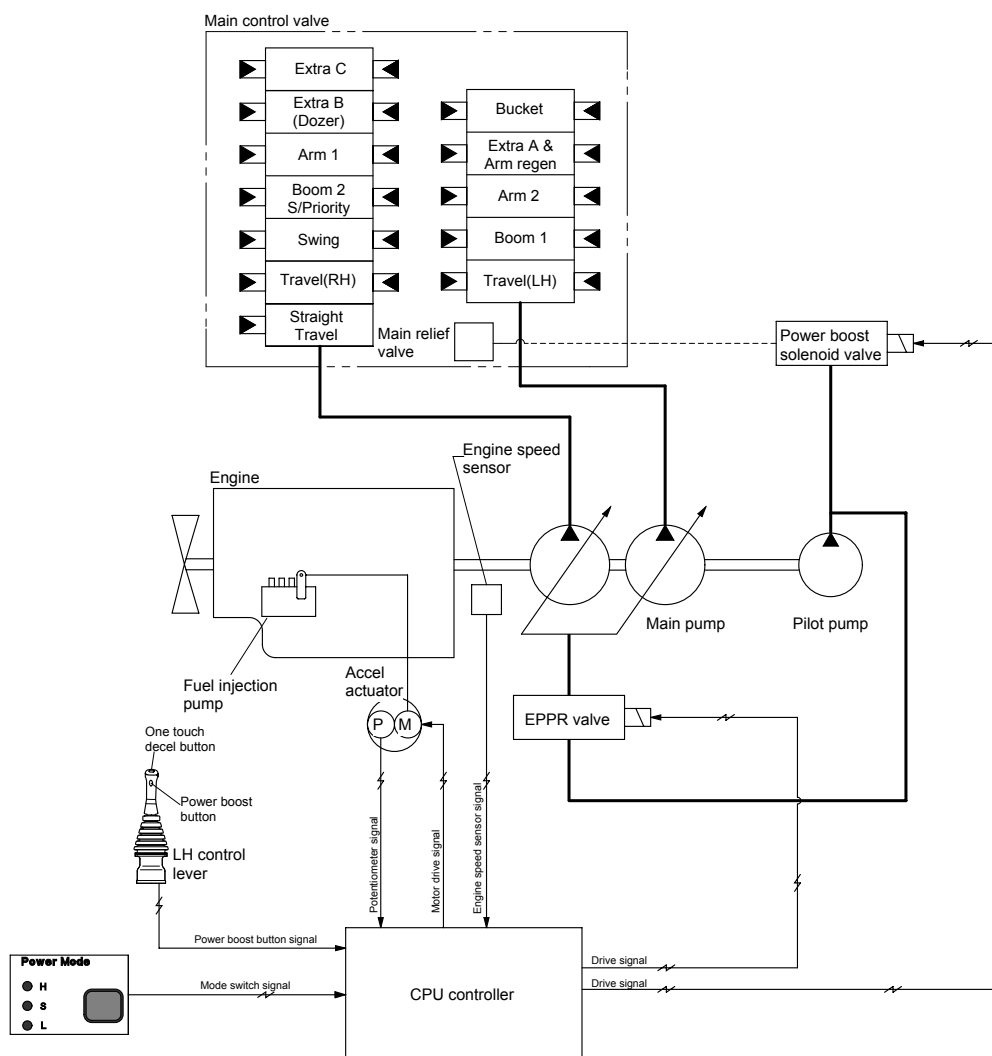 Main control valve
Extra C
Extra B
(Dozer)
Arm 1
Boom 2
S/Priority
Swing
Travel(RH)
Straight
Travel
Bucket
Extra A &
Arm regen
Arm 2
Boom 1
Travel(LH)
Main relief
valve
Power boost
solenoid valve
Engine speed
sensor
Engine
Fuel injection
pump
Accel
actuator
P
M
Main pump
Pilot pump
EPPR valve
One touch
decel button
Power boost
button
LH control
lever
Potentiometer signal
Motor drive signal
Engine speed sensor signal
Power boost button signal
Mode switch signal
Power Mode
H
S
L
CPU controller
Drive signal
Drive signal